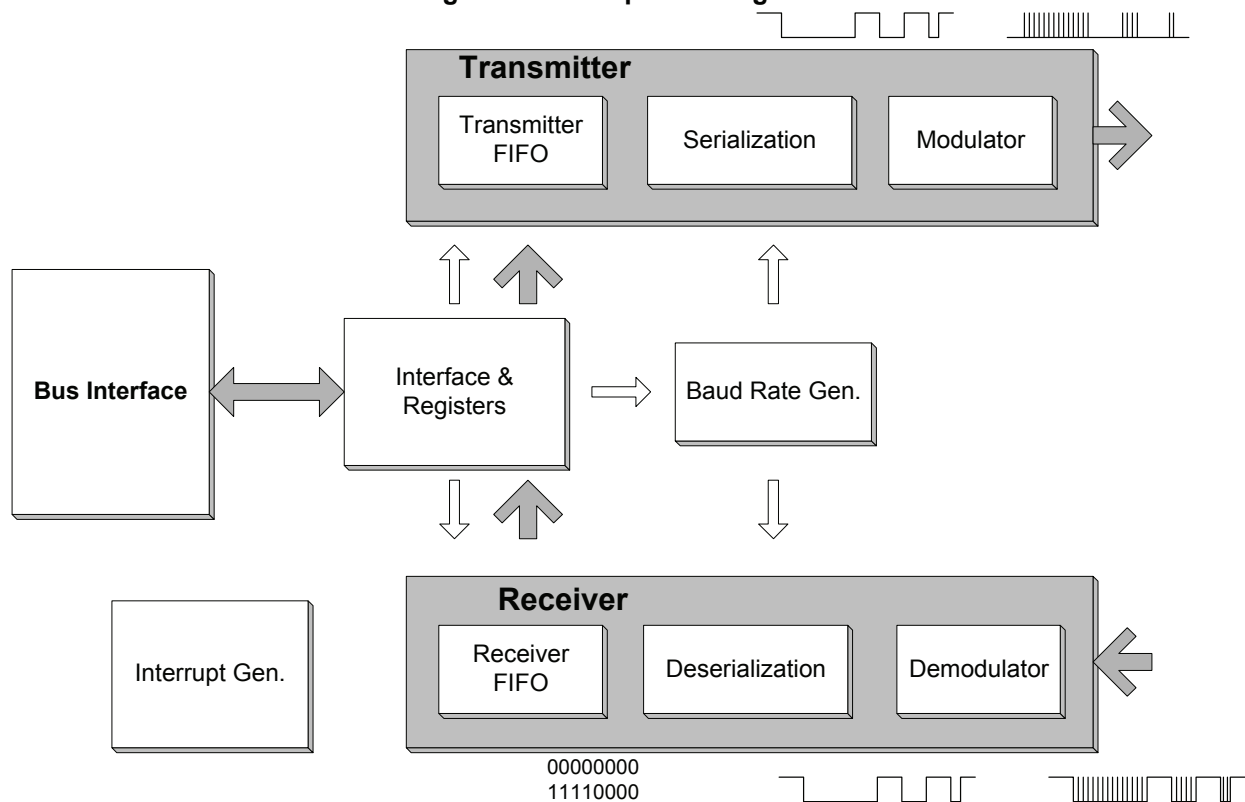 Transmitter
Transmitter
FIFO
Serialization
Modulator
Bus Interface
Interface &
Registers
Baud Rate Gen.
Interrupt Gen.
Receiver
Receiver
FIFO
Deserialization
Demodulator
00000000
11110000